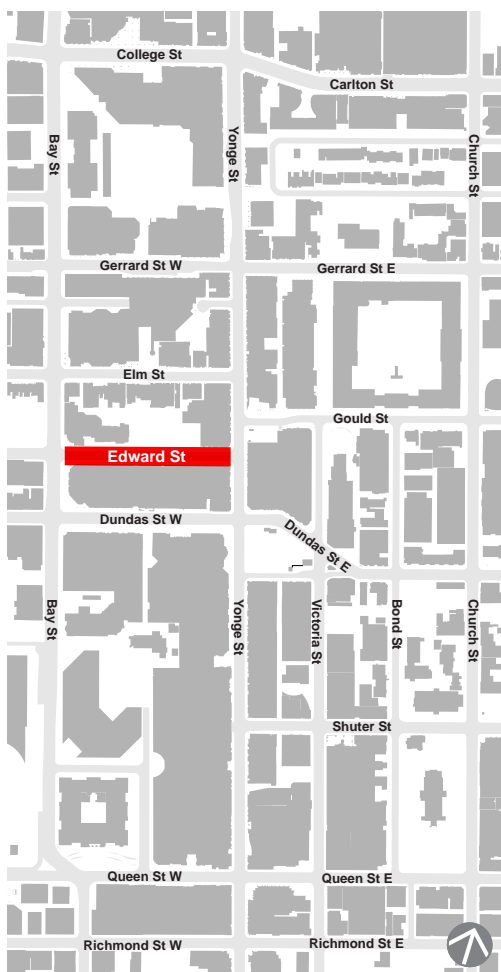 College St
Carlton St
Bay St
Yonge St
Church St
Gerrard St W
Gerrard St E
Elm St
Gould St
Edward St
Dundas St W
Dundas St E
Bay St
Yonge St
Victoria St
Bond St
Church St
Shuter St
Queen St W
Queen St E
Richmond St W
Richmond St E